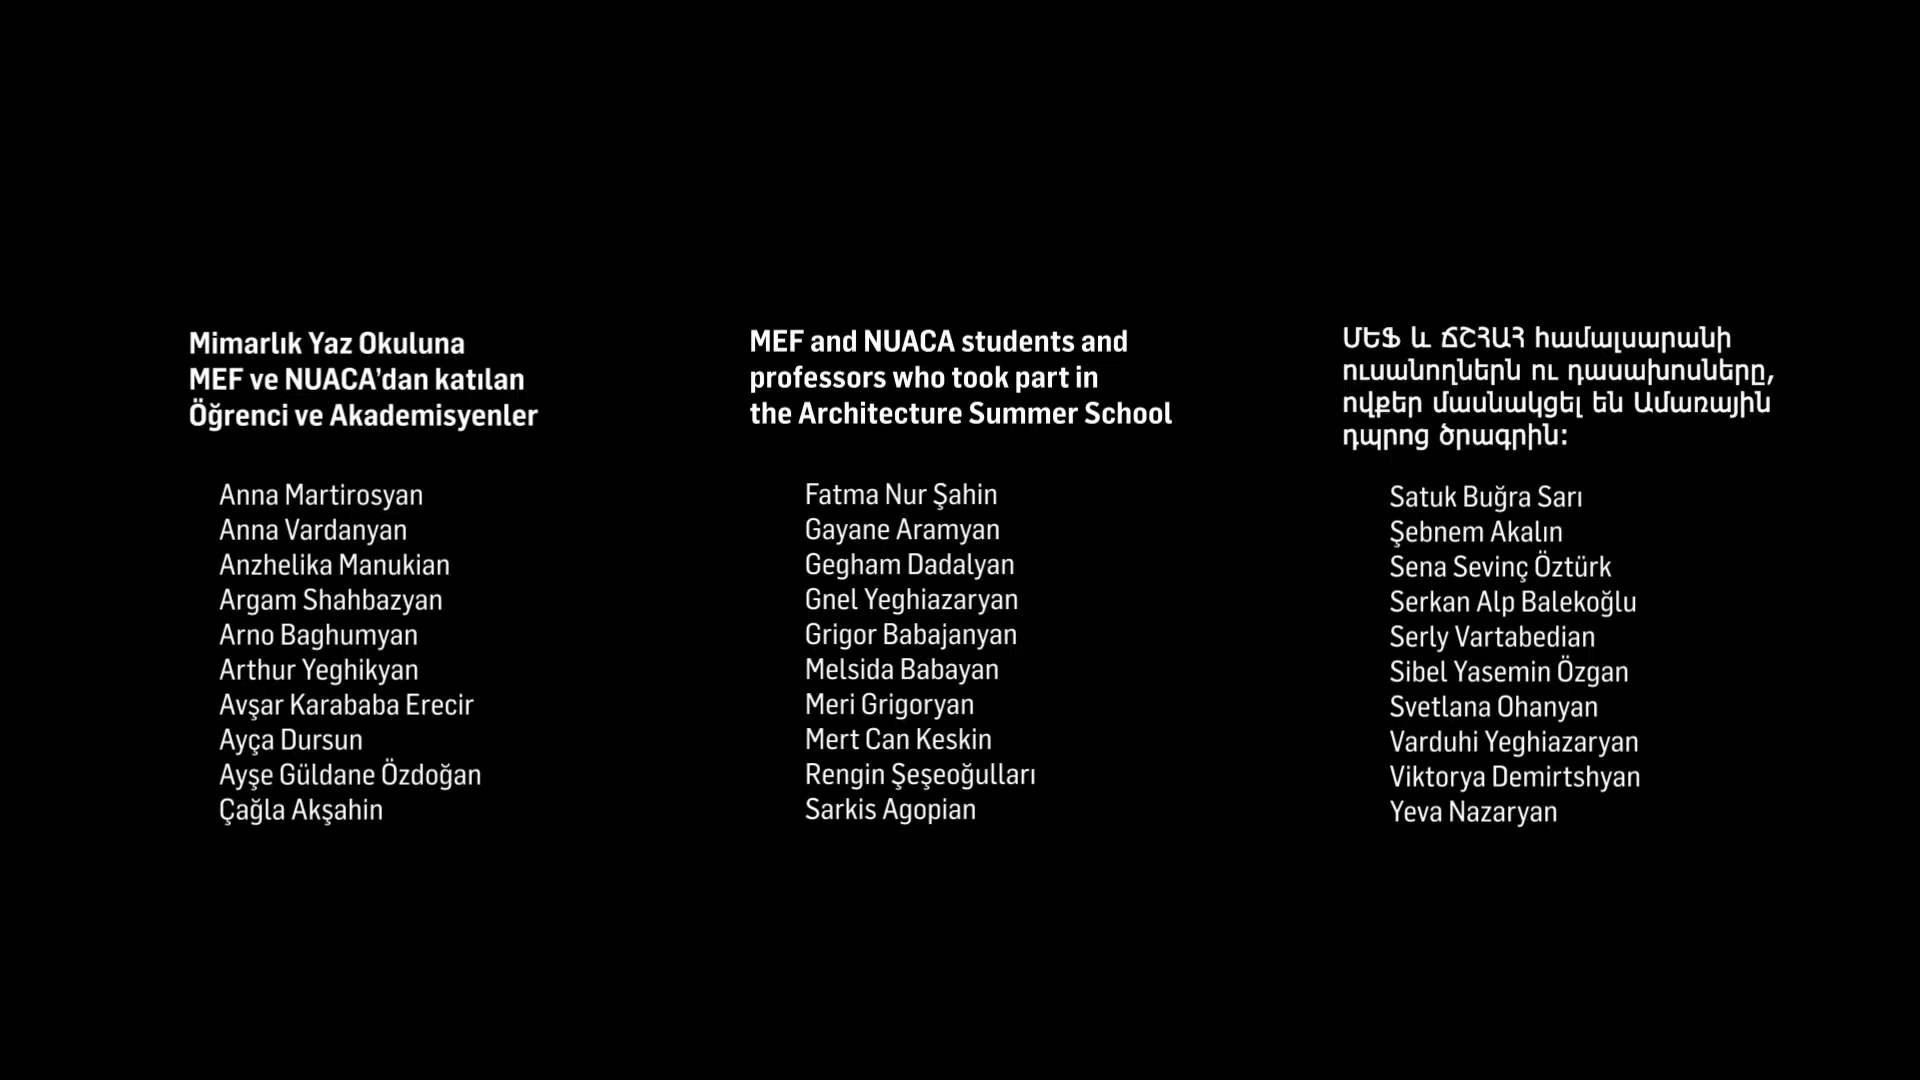 Mimarlık Yaz Okuluna
MEF ve NUACA’dan katılan
Öğrenci ve Akademisyenler
Anna Martirosyan
Anna Vardanyan
Anzhelika Manukian
Argam Shahbazyan
Arno Baghumyan
Arthur Yeghikyan
Avşar Karababa Erecir
Ayça Dursun
Ayşe Güldane Özdoğan
Çağla Akşahin
MEF and NUACA students and
professors who took part in
the Architecture Summer School
Fatma Nur Şahin
Gayane Aramyan
Gegham Dadalyan
Gnel Yeghiazaryan
Grigor Babajanyan
Melsida Babayan
Meri Grigoryan
Mert Can Keskin
Rengin Şeşeoğulları
Sarkis Agopian
ՄԵՖ և ՃՇՀԱՀ համալսարանի
ուսանողներն ու դասախոսները,
ովքեր մասնակցել են Ամառային
դպրոց ծրագրին:
Satuk Buğra Sarı
Şebnem Akalın
Sena Sevinç Öztürk
Serkan Alp Balekoğlu
Serly Vartabedian
Sibel Yasemin Özgan
Svetlana Ohanyan
Varduhi Yeghiazaryan
Viktorya Demirtshyan
Yeva Nazaryan